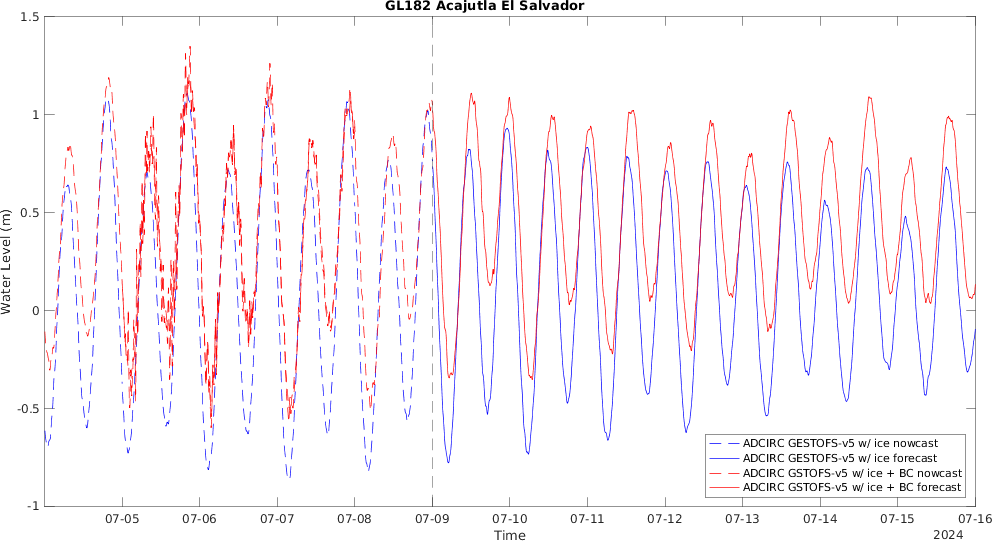 GL182 Acajutla El Salvador
1.5
1
0.5
0
-0.5
-1
Water Level (m)
07-05 07-06 07-07 07-08 07-09 07-10 07-11 07-12 07-13 07-14 07-15 07-16
Time
2024
ADCIRC GESTOFS-v5 w/ ice nowcast
ADCIRC GESTOFS-v5 w/ ice forecast
ADCIRC GSTOFS-v5 w/ ice + BC nowcast
ADCIRC GSTOFS-v5 w/ ice + BC forecast